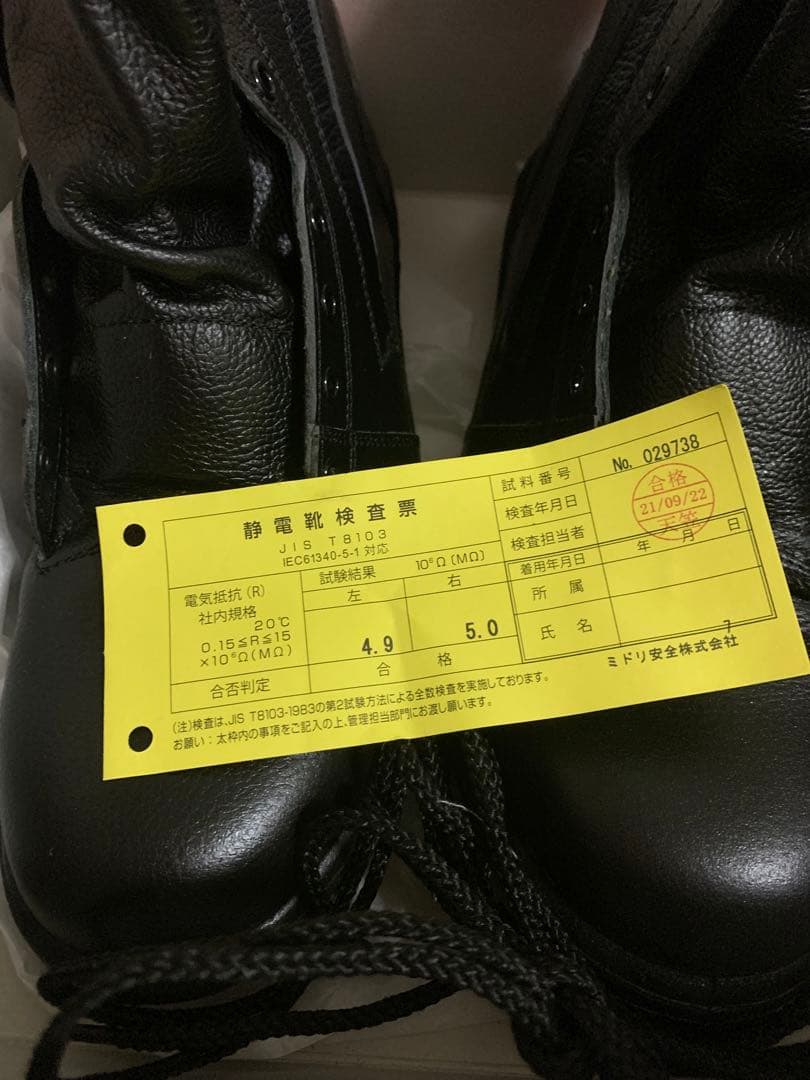 静電靴検査票
JIS T8103
IEC61340-5-1 対応
試料番号 No. 029738
検査年月日
検査担当者
合格
21/09/22
着用年月日 年 月 日
所属
氏名
電気抵抗(R)
社内規格
20℃
0.15≦R≦15
×10⁶Ω(MΩ)
試験結果 10⁶Ω(MΩ)
左 右
4.9 5.0
合否判定 合格
7
ミドリ安全株式会社
(注)検査は、JIS T8103-1983の第2試験方法による全数検査を実施しております。
お願い:太枠内の事項をご記入の上、管理担当部門にお渡し願います。